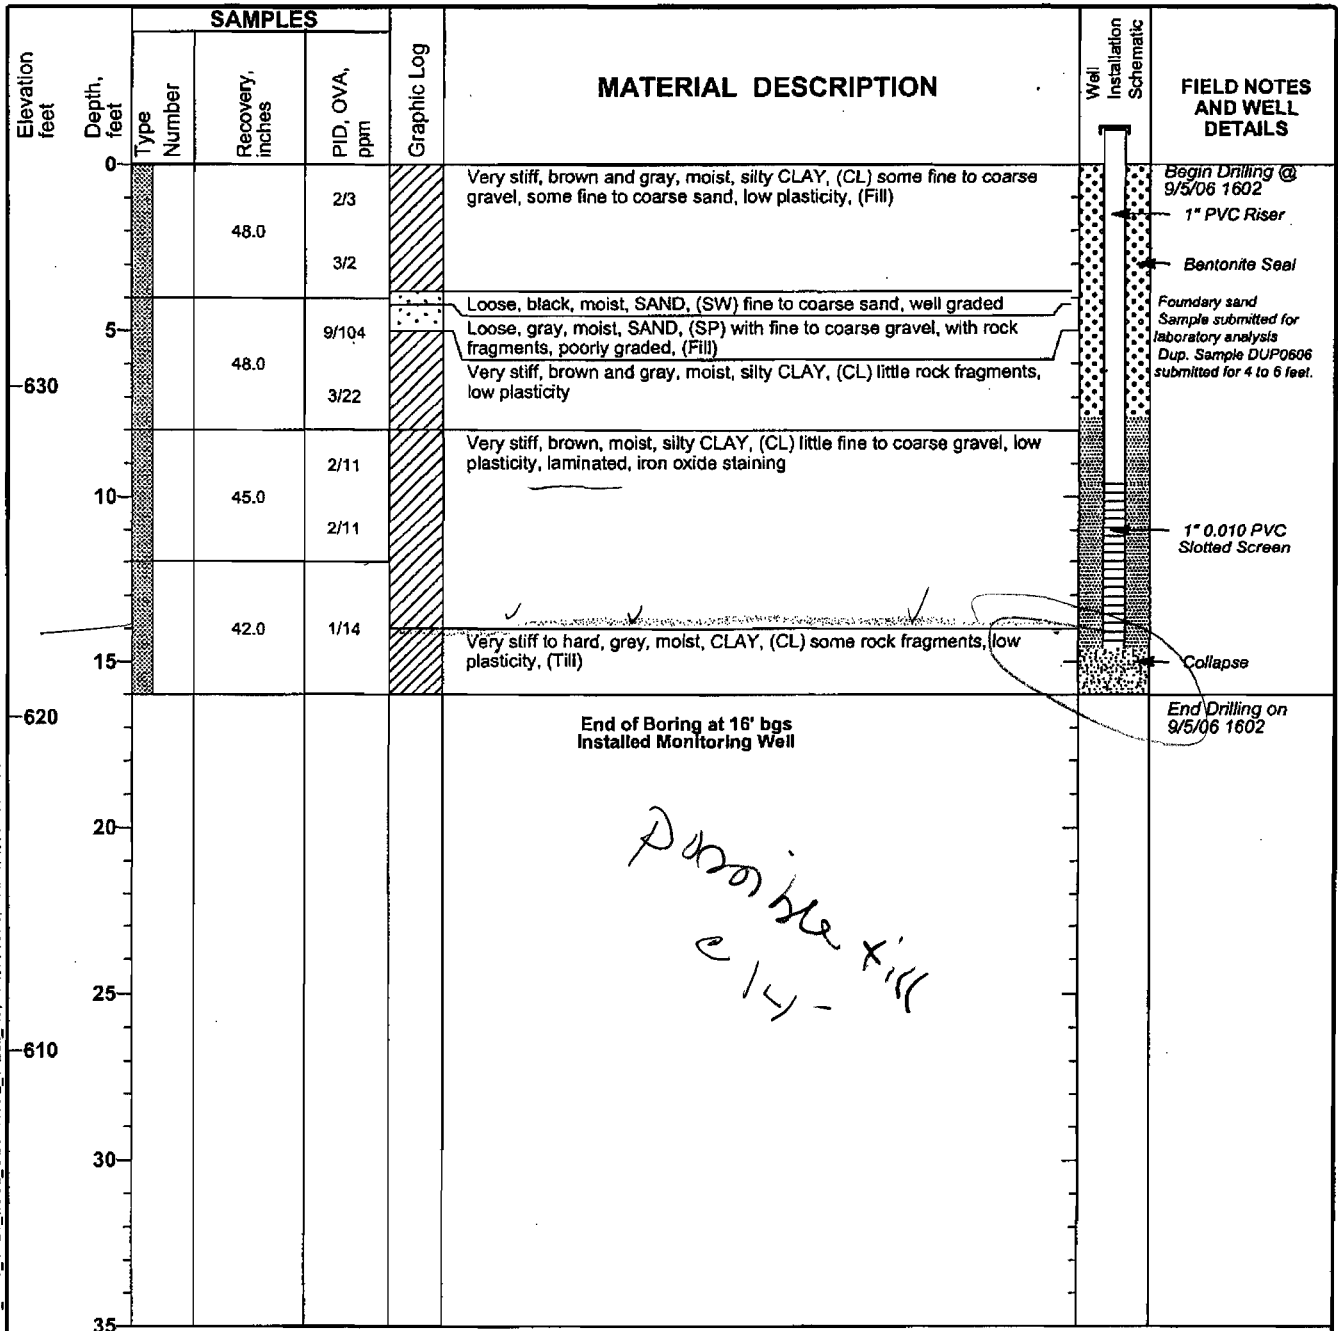 SAMPLES
Elevation
feet
Depth,
feet
Type
Number
Recovery,
inches
PID, OVA,
ppm
Graphic Log
MATERIAL DESCRIPTION
Well
Installation
Schematic
FIELD NOTES
AND WELL
DETAILS
0
Very stiff, brown and gray, moist, silty CLAY, (CL) some fine to coarse
gravel, some fine to coarse sand, low plasticity, (Fill)
Begin Drilling @
9/5/06 1602
2/3
1" PVC Riser
48.0
3/2
Bentonite Seal
Loose, black, moist, SAND, (SW) fine to coarse sand, well graded
Foundary sand
Sample submitted for
laboratory analysis
Dup. Sample DUP0606
submitted for 4 to 6 feet.
5
9/104
Loose, gray, moist, SAND, (SP) with fine to coarse gravel, with rock
fragments, poorly graded, (Fill)
48.0
Very stiff, brown and gray, moist, silty CLAY, (CL) little rock fragments,
low plasticity
630
3/22
Very stiff, brown, moist, silty CLAY, (CL) little fine to coarse gravel, low
plasticity, laminated, iron oxide staining
2/11
10
45.0
2/11
1" 0.010 PVC
Slotted Screen
42.0
1/14
Very stiff to hard, grey, moist, CLAY, (CL) some rock fragments, low
plasticity, (Till)
15
Collapse
620
End of Boring at 16' bgs
Installed Monitoring Well
End Drilling on
9/5/06 1602
20
possible till
25
610
30
35